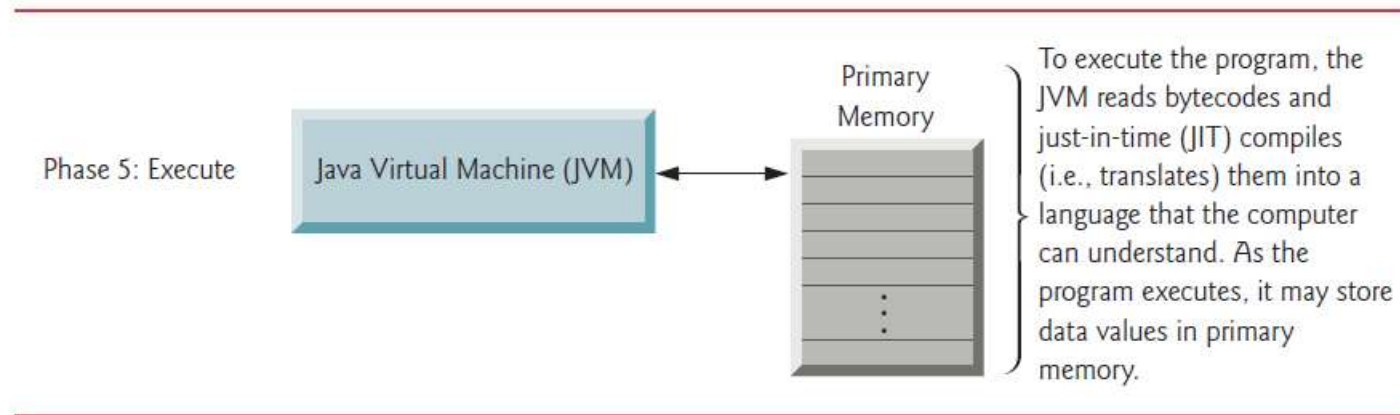 Phase 5: Execute
Java Virtual Machine (JVM)
Primary
Memory
To execute the program, the
JVM reads bytecodes and
just-in-time (JIT) compiles
(i.e., translates) them into a
language that the computer
can understand. As the
program executes, it may store
data values in primary
memory.